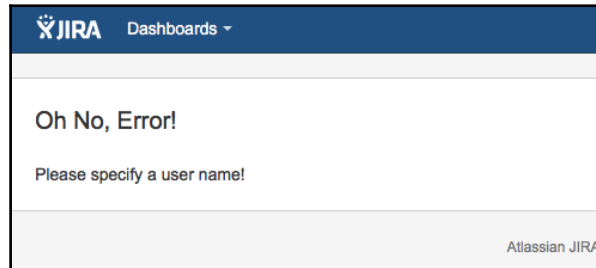 JIRA Dashboards
Oh No, Error!
Please specify a user name!
Atlassian JIRA